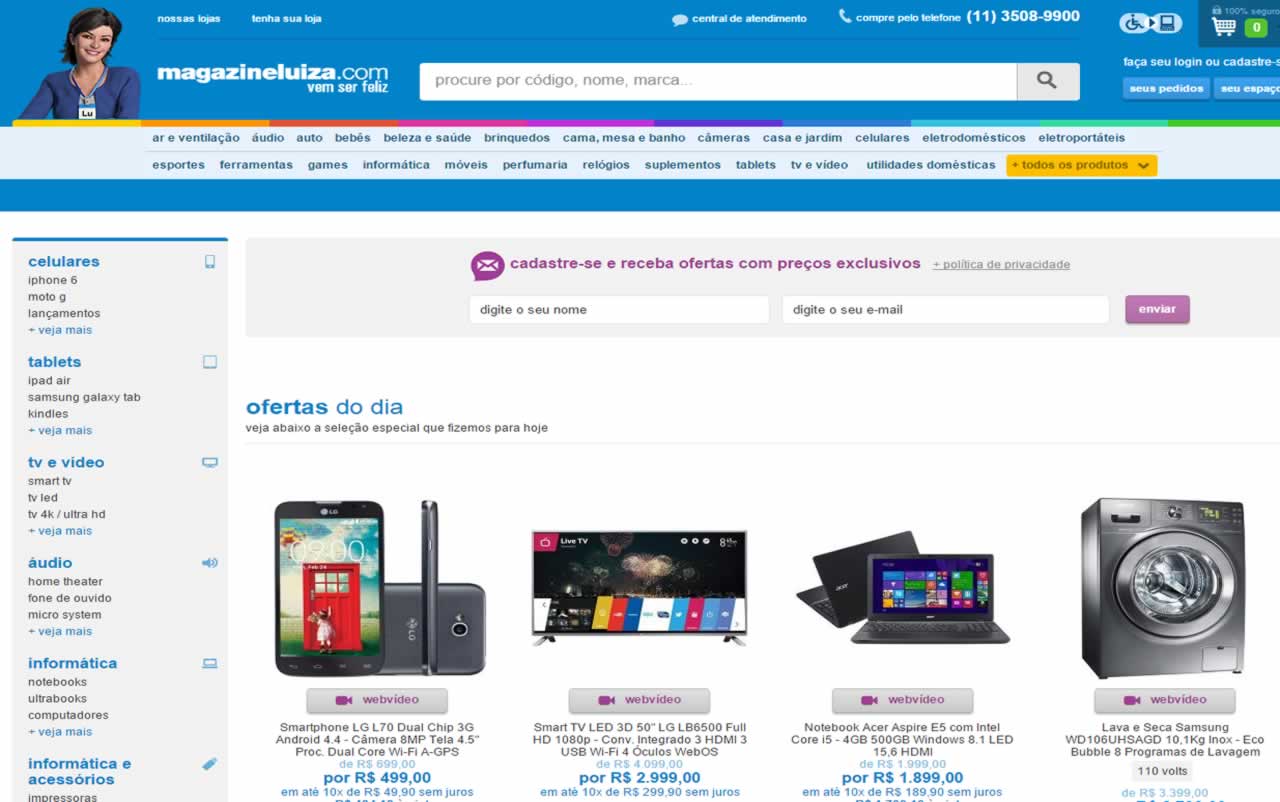 nossas lojas
tenha sua loja
central de atendimento
compre pelo telefone (11) 3508-9900
100% seguro
0
Lu
magazineluiza.com
vem ser feliz
procure por código, nome, marca...
faça seu login ou cadastre-s
seus pedidos
seu espaço
ar e ventilação áudio auto bebês beleza e saúde brinquedos cama, mesa e banho câmeras casa e jardim celulares eletrodomésticos eletroportáteis
esportes ferramentas games informática móveis perfumaria relógios suplementos tablets tv e vídeo utilidades domésticas + todos os produtos
celulares
iphone 6
moto g
lançamentos
+ veja mais
tablets
ipad air
samsung galaxy tab
kindles
+ veja mais
tv e vídeo
smart tv
tv led
tv 4k / ultra hd
+ veja mais
áudio
home theater
fone de ouvido
micro system
+ veja mais
informática
notebooks
ultrabooks
computadores
+ veja mais
informática e
acessórios
impressoras
cadastre-se e receba ofertas com preços exclusivos + política de privacidade
digite o seu nome
digite o seu e-mail
enviar
ofertas do dia
veja abaixo a seleção especial que fizemos para hoje
LG
09:00
LG
webvídeo
Smartphone LG L70 Dual Chip 3G
Android 4.4 - Câmera 8MP Tela 4.5"
Proc. Dual Core Wi-Fi A-GPS
de R$ 699,00
por R$ 499,00
em até 10x de R$ 49,90 sem juros
Live TV
webvídeo
Smart TV LED 3D 50" LG LB6500 Full
HD 1080p - Conv. Integrado 3 HDMI 3
USB Wi-Fi 4 Óculos WebOS
de R$ 4.099,00
por R$ 2.999,00
em até 10x de R$ 299,90 sem juros
acer
webvídeo
Notebook Acer Aspire E5 com Intel
Core i5 - 4GB 500GB Windows 8.1 LED
15,6 HDMI
de R$ 1.999,00
por R$ 1.899,00
em até 10x de R$ 189,90 sem juros
webvídeo
Lava e Seca Samsung
WD106UHSAGD 10,1Kg Inox - Eco
Bubble 8 Programas de Lavagem
110 volts
de R$ 3.399,00